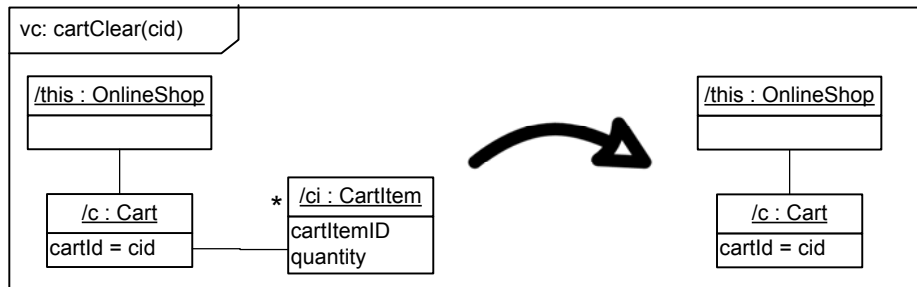 vc: cartClear(cid)
/this : OnlineShop
/c : Cart
cartId = cid
*
/ci : CartItem
cartItemID
quantity
/this : OnlineShop
/c : Cart
cartId = cid